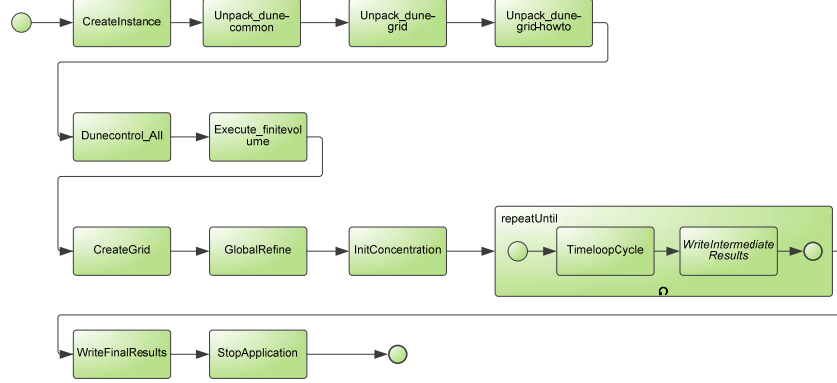 CreateInstance
Unpack_dune-
common
Unpack_dune-
grid
Unpack_dune-
grid-howto
Dunecontrol_All
Execute_finitevol
ume
CreateGrid
GlobalRefine
InitConcentration
repeatUntil
TimeloopCycle
WriteIntermediate
Results
WriteFinalResults
StopApplication